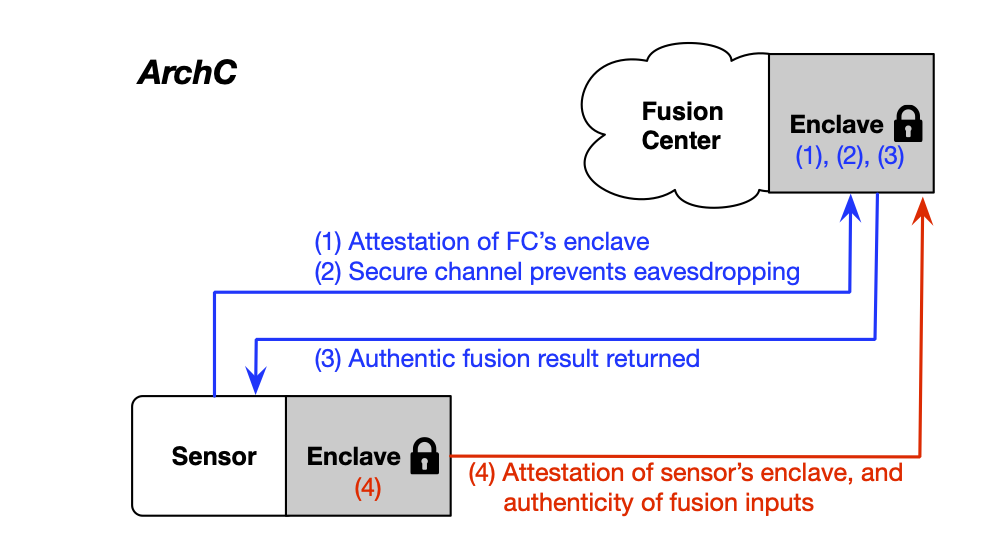 ArchC
Fusion
Center
Enclave
(1), (2), (3)
(1) Attestation of FC's enclave
(2) Secure channel prevents eavesdropping
(3) Authentic fusion result returned
Sensor
Enclave
(4)
(4) Attestation of sensor's enclave, and
authenticity of fusion inputs